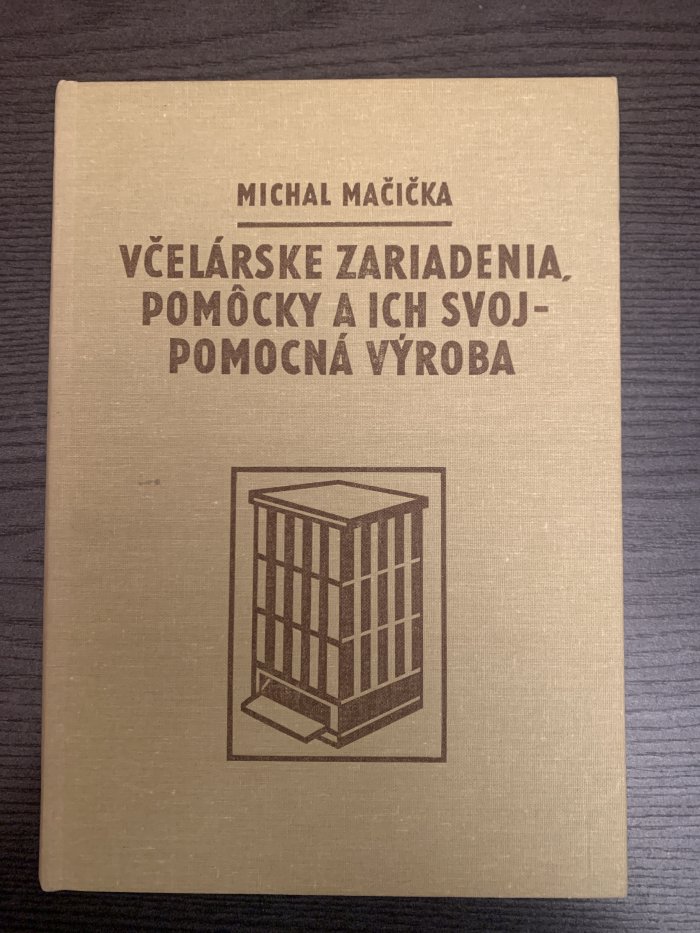 MICHAL MAČIČKA
VČELÁRSKE ZARIADENIA,
POMÔCKY A ICH SVOJ-
POMOCNÁ VÝROBA